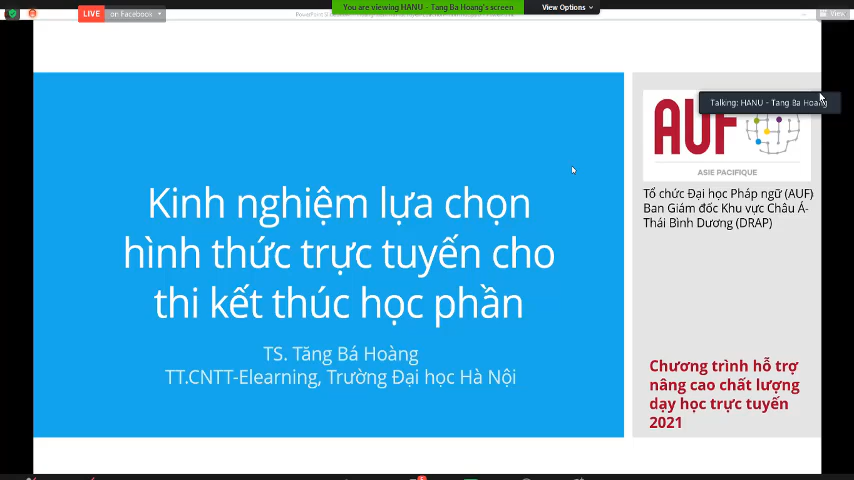 LIVE on Facebook
You are viewing HANU - Tang Ba Hoang's screen
View Options
View
Talking: HANU - Tang Ba Hoang
AUF
ASIE PACIFIQUE
Kinh nghiệm lựa chọn
hình thức trực tuyến cho
thi kết thúc học phần
TS. Tăng Bá Hoàng
TT.CNTT-Elearning, Trường Đại học Hà Nội
Tổ chức Đại học Pháp ngữ (AUF)
Ban Giám đốc Khu vực Châu Á-
Thái Bình Dương (DRAP)
Chương trình hỗ trợ
nâng cao chất lượng
dạy học trực tuyến
2021